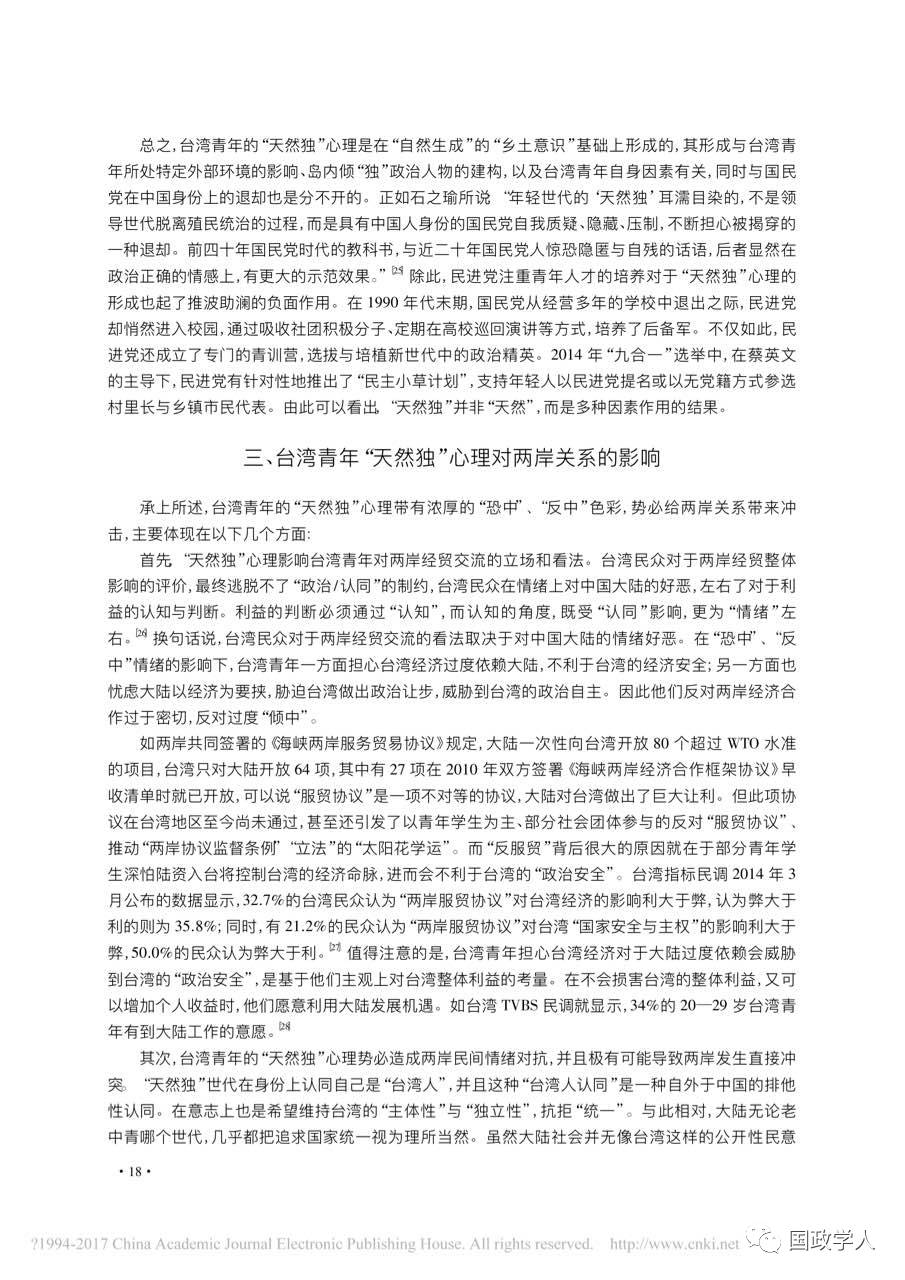 总之,台湾青年的“天然独”心理是在“自然生成”的“乡土意识”基础上形成的,其形成与台湾青
年所处特定外部环境的影响、岛内倾“独”政治人物的建构,以及台湾青年自身因素有关,同时与国民
党在中国身份上的退却也是分不开的。正如石之瑜所说“年轻世代的‘天然独’耳濡目染的,不是领
导世代脱离殖民统治的过程,而是具有中国人身份的国民党自我质疑、隐藏、压制,不断担心被揭穿的
一种退却。前四十年国民党时代的教科书,与近二十年国民党人惊恐隐匿与自残的话语,后者显然在
政治正确的情感上,有更大的示范效果。”[25]除此,民进党注重青年人才的培养对于“天然独”心理的
形成也起了推波助澜的负面作用。在1990年代末期,国民党从经营多年的学校中退出之际,民进党
却悄然进入校园,通过吸收社团积极分子、定期在高校巡回演讲等方式,培养了后备军。不仅如此,民
进党还成立了专门的青训营,选拔与培植新世代中的政治精英。2014年“九合一”选举中,在蔡英文
的主导下,民进党有针对性地推出了“民主小草计划”,支持年轻人以民进党提名或以无党籍方式参选
村里长与乡镇市民代表。由此可以看出,“天然独”并非“天然”,而是多种因素作用的结果。
三、台湾青年“天然独”心理对两岸关系的影响
承上所述,台湾青年的“天然独”心理带有浓厚的“恐中”、“反中”色彩,势必给两岸关系带来冲
击,主要体现在以下几个方面:
首先,“天然独”心理影响台湾青年对两岸经贸交流的立场和看法。台湾民众对于两岸经贸整体
影响的评价,最终逃脱不了“政治/认同”的制约,台湾民众在情绪上对中国大陆的好恶,左右了对于利
益的认知与判断。利益的判断必须通过“认知”,而认知的角度,既受“认同”影响,更为“情绪”左
右。[26]换句话说,台湾民众对于两岸经贸交流的看法取决于对中国大陆的情绪好恶。在“恐中”、“反
中”情绪的影响下,台湾青年一方面担心台湾经济过度依赖大陆,不利于台湾的经济安全;另一方面也
忧虑大陆以经济为要挟,胁迫台湾做出政治让步,威胁到台湾的政治自主。因此他们反对两岸经济合
作过于密切,反对过度“倾中”。
如两岸共同签署的《海峡两岸服务贸易协议》规定,大陆一次性向台湾开放80个超过WTO水准
的项目,台湾只对大陆开放64项,其中有27项在2010年双方签署《海峡两岸经济合作框架协议》早
收清单时就已开放,可以说“服贸协议”是一项不对等的协议,大陆对台湾做出了巨大让利。但此项协
议在台湾地区至今尚未通过,甚至还引发了以青年学生为主、部分社会团体参与的反对“服贸协议”、
推动“两岸协议监督条例”“立法”的“太阳花学运”。而“反服贸”背后很大的原因就在于部分青年学
生深怕陆资入台将控制台湾的经济命脉,进而会不利于台湾的“政治安全”。台湾指标民调2014年3
月公布的数据显示,32.7%的台湾民众认为“两岸服贸协议”对台湾经济的影响利大于弊,认为弊大于
利的则为35.8%;同时,有21.2%的民众认为“两岸服贸协议”对台湾“国家安全与主权”的影响利大于
弊,50.0%的民众认为弊大于利。[27]值得注意的是,台湾青年担心台湾经济对于大陆过度依赖会威胁
到台湾的“政治安全”,是基于他们主观上对台湾整体利益的考量。在不会损害台湾的整体利益,又可
以增加个人收益时,他们愿意利用大陆发展机遇。如台湾TVBS民调就显示,34%的20—29岁台湾青
年有到大陆工作的意愿。[28]
其次,台湾青年的“天然独”心理势必造成两岸民间情绪对抗,并且极有可能导致两岸发生直接冲
突。“天然独”世代在身份上认同自己是“台湾人”,并且这种“台湾人认同”是一种自外于中国的排他
性认同。在意志上也是希望维持台湾的“主体性”与“独立性”,抗拒“统一”。与此相对,大陆无论老
中青哪个世代,几乎都把追求国家统一视为理所当然。虽然大陆社会并无像台湾这样的公开性民意
·18·
?1994-2017 China Academic Journal Electronic Publishing House. All rights reserved. http://www.cnki.net
国政学人